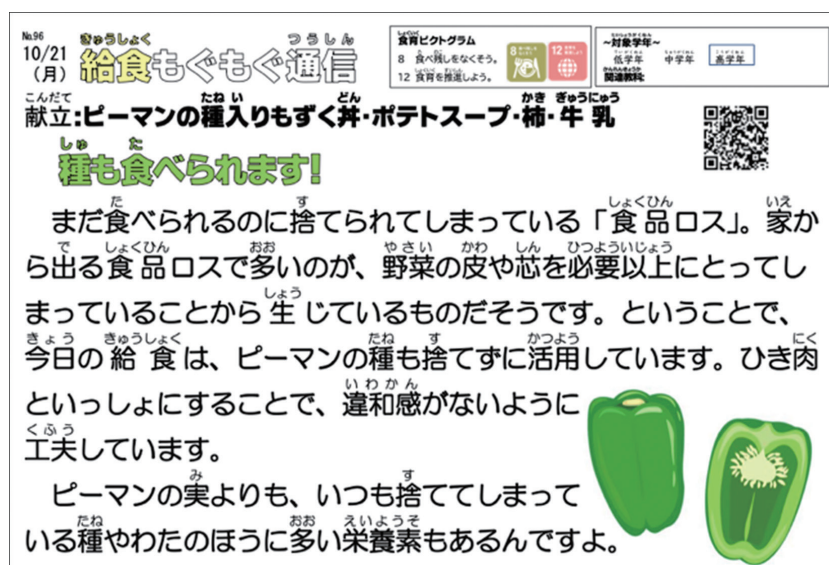 No.96
10/21
（月）
給食もぐもぐ通信
食育ピクトグラム
8 食べ残しをなくそう。
12 食育を推進しよう。
8
12
～対象学年～
低学年 中学年 高学年
関連教科:
献立:ピーマンの種入りもずく丼・ポテトスープ・柿・牛乳
種も食べられます!
まだ食べられるのに捨てられてしまっている「食品ロス」。家か
ら出る食品ロスで多いのが、野菜の皮や芯を必要以上にとってし
まっていることから生じているものだそうです。ということで、
今日の給食は、ピーマンの種も捨てずに活用しています。ひき肉
といっしょにすることで、違和感がないように
工夫しています。
ピーマンの実よりも、いつも捨ててしまって
いる種やわたのほうに多い栄養素もあるんですよ。